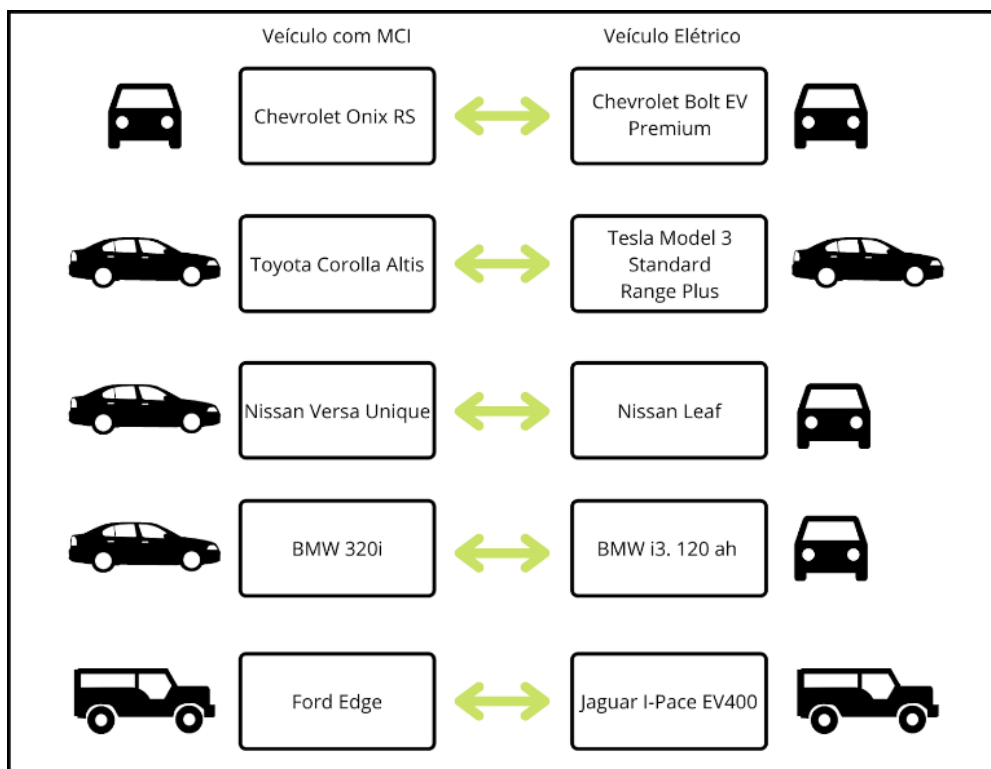 Veículo com MCI
Veículo Elétrico
Chevrolet Onix RS
Chevrolet Bolt EV
Premium
Toyota Corolla Altis
Tesla Model 3
Standard
Range Plus
Nissan Versa Unique
Nissan Leaf
BMW 320i
BMW i3. 120 ah
Ford Edge
Jaguar I-Pace EV400